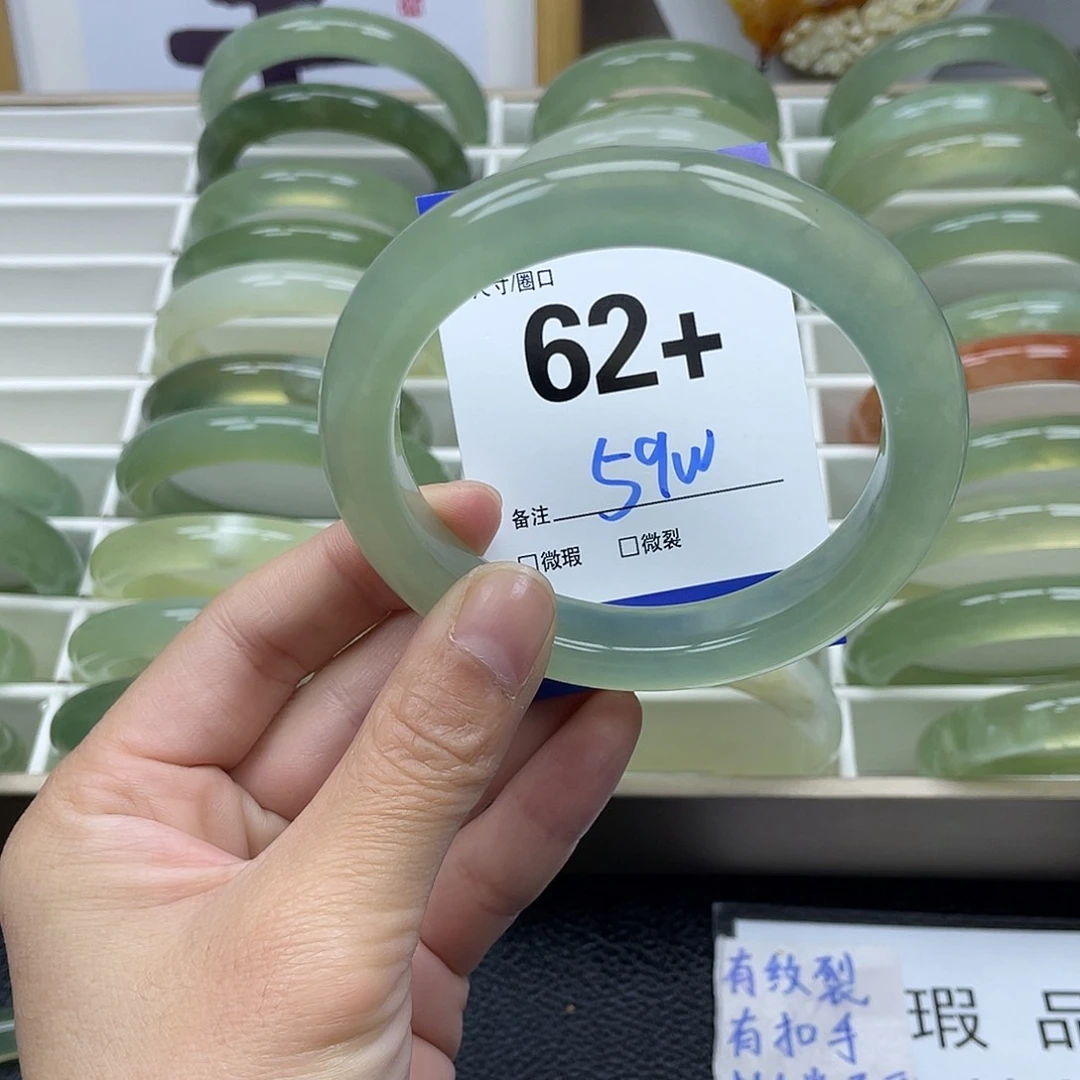 尺寸/圈口
62+
59w
备注
□微瑕 □微裂
有纹裂
有扣手
瑕 品